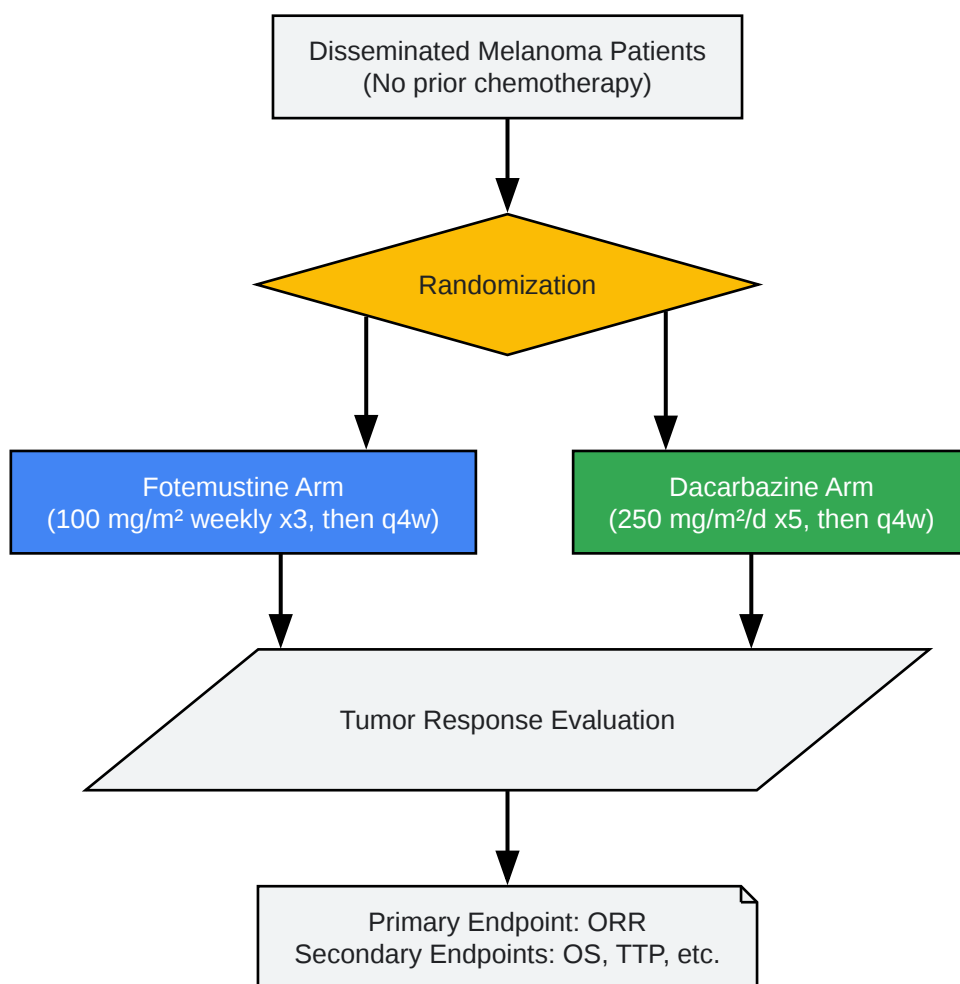 Disseminated Melanoma Patients
(No prior chemotherapy)
Randomization
Fotemustine Arm
(100 mg/m² weekly x3, then q4w)
Dacarbazine Arm
(250 mg/m²/d x5, then q4w)
Tumor Response Evaluation
Primary Endpoint: ORR
Secondary Endpoints: OS, TTP, etc.